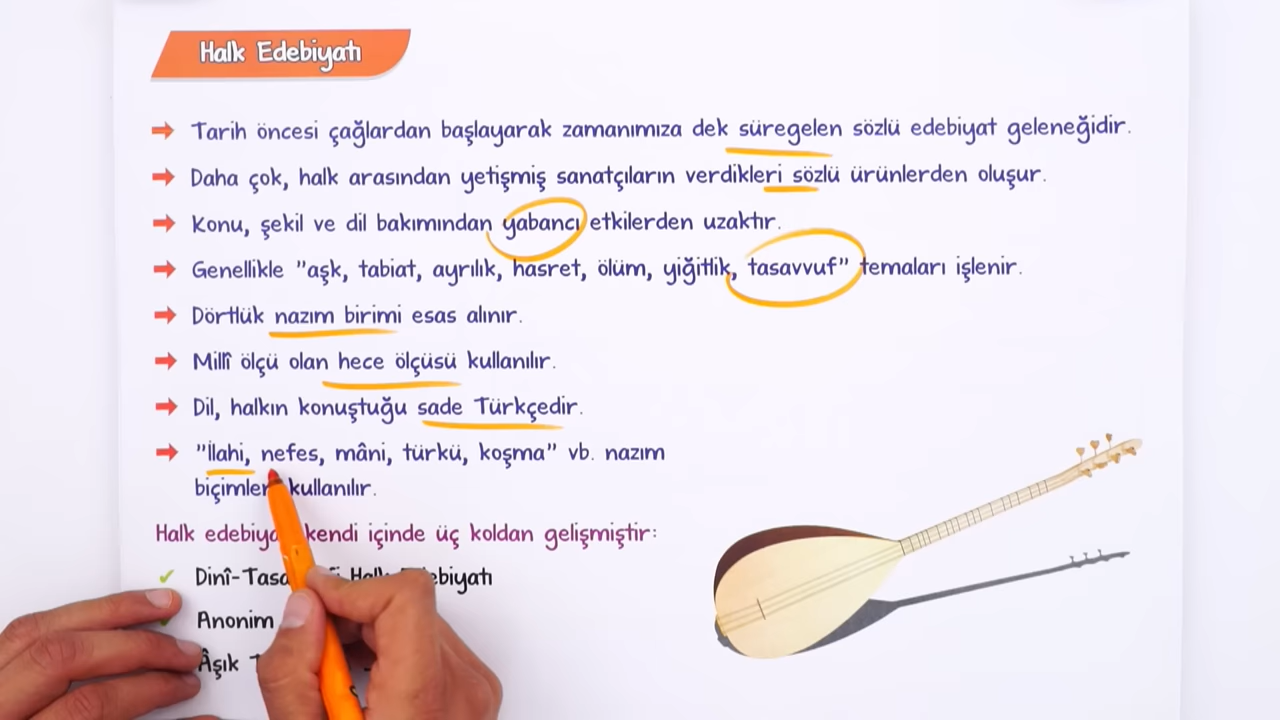 Halk Edebiyatı
Tarih öncesi çağlardan başlayarak zamanımıza dek süregelen sözlü edebiyat geleneğidir.
Daha çok, halk arasından yetişmiş sanatçıların verdikleri sözlü ürünlerden oluşur.
Konu, şekil ve dil bakımından yabancı etkilerden uzaktır.
Genellikle "aşk, tabiat, ayrılık, hasret, ölüm, yiğitlik, tasavvuf" temaları işlenir.
Dörtlük nazım birimi esas alınır.
Millî ölçü olan hece ölçüsü kullanılır.
Dil, halkın konuştuğu sade Türkçedir.
"İlahi, nefes, mâni, türkü, koşma" vb. nazım
biçimleri kullanılır.
Halk edebiya kendi içinde üç koldan gelişmiştir:
Dinî-Tasa Halk Edebiyatı
Anonim
Âşık